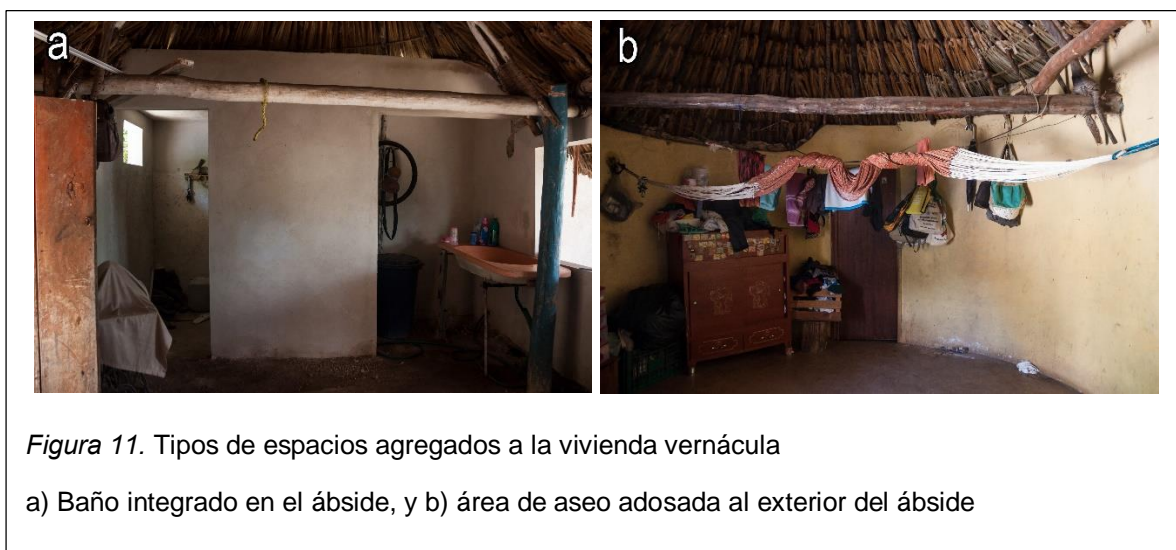 a
b
Figura 11. Tipos de espacios agregados a la vivienda vernácula
a) Baño integrado en el ábside, y b) área de aseo adosada al exterior del ábside